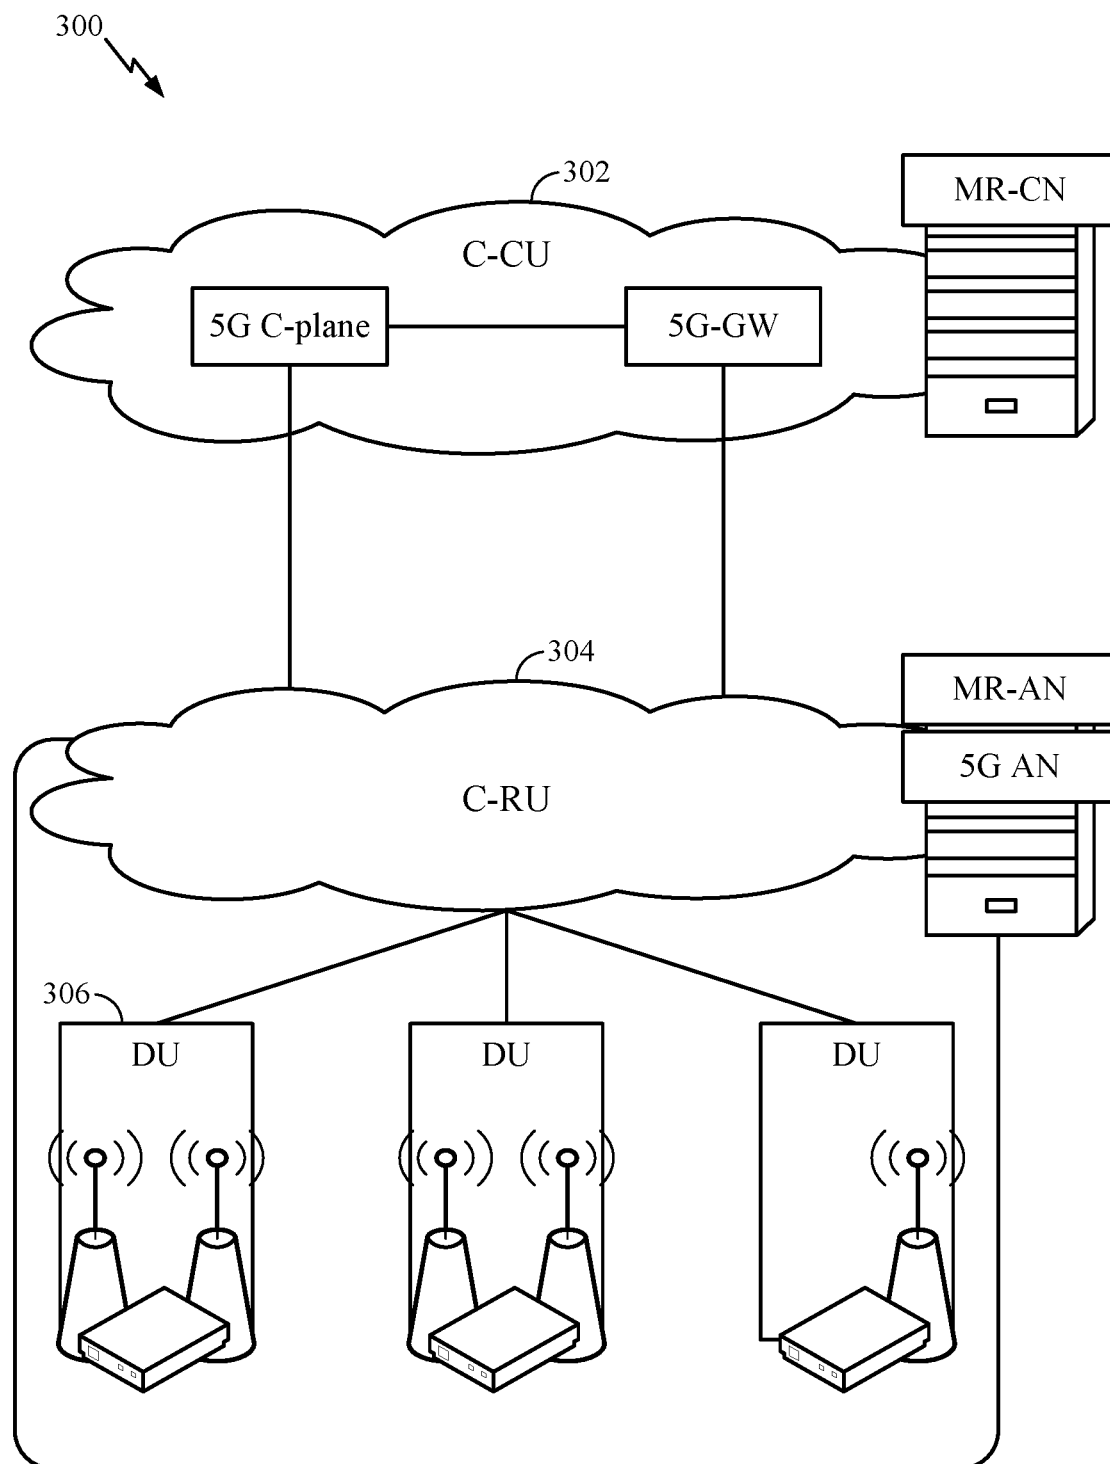 300
302
MR-CN
C-CU
5G C-plane
5G-GW
304
MR-AN
5G AN
C-RU
306
DU
DU
DU